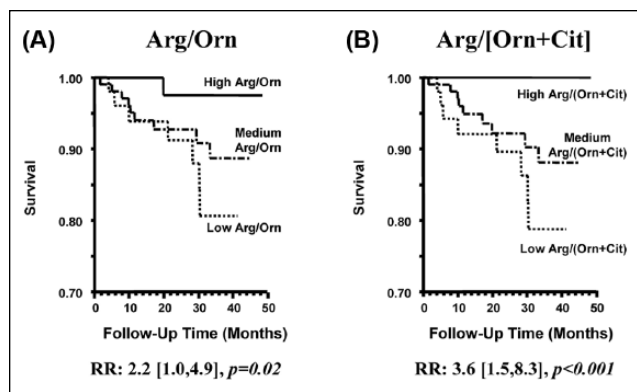 (A) Arg/Orn
1.00
0.90
0.80
0.70
Survival
High Arg/Orn
Medium
Arg/Orn
Low Arg/Orn
0 10 20 30 40 50
Follow-Up Time (Months)
RR: 2.2 [1.0,4.9], p=0.02
(B) Arg/[Orn+Cit]
1.00
0.90
0.80
0.70
Survival
High Arg/(Orn+Cit)
Medium
Arg/(Orn+Cit)
Low Arg/(Orn+Cit)
0 10 20 30 40 50
Follow-Up Time (Months)
RR: 3.6 [1.5,8.3], p<0.001